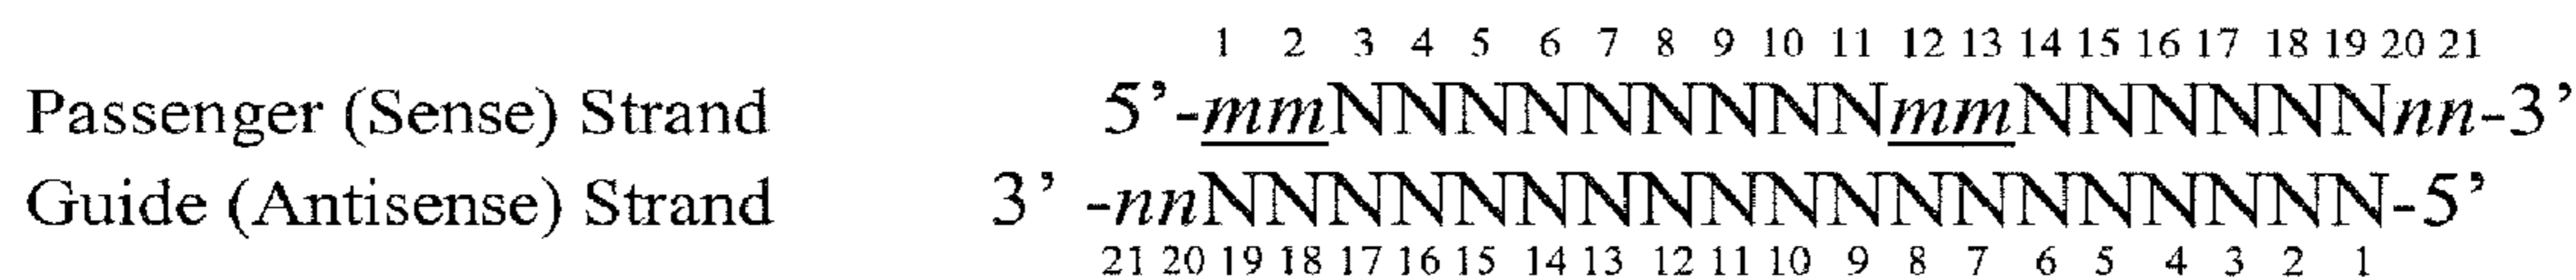 1 2 3 4 5 6 7 8 9 10 11 12 13 14 15 16 17 18 19 20 21
Passenger (Sense) Strand 5’-mmNNNNNNNNNmmNNNNNNnn-3’
Guide (Antisense) Strand 3’ -nnNNNNNNNNNNNNNNNNNNN-5’
21 20 19 18 17 16 15 14 13 12 11 10 9 8 7 6 5 4 3 2 1